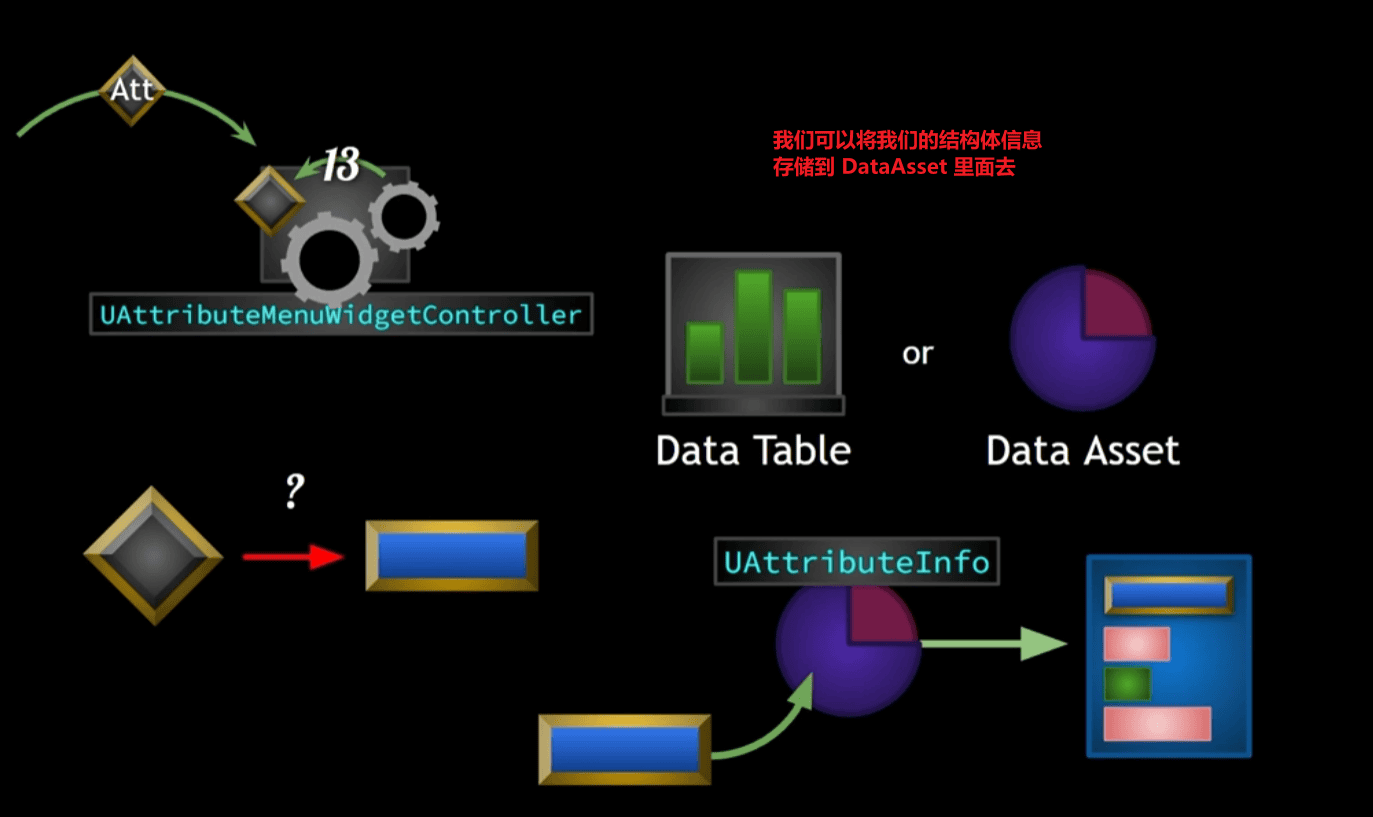 Att
13
UAttributeMenuWidgetController
我们可以将我们的结构体信息
存储到 DataAsset 里面去
or
Data Table
Data Asset
?
UAttributeInfo